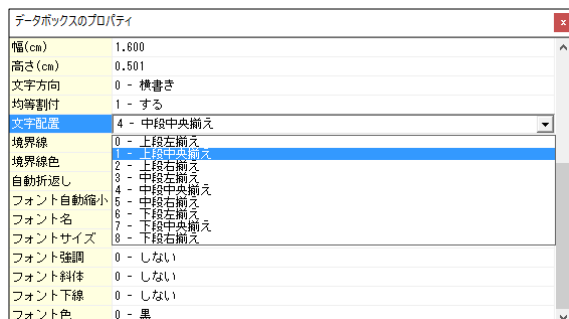 データボックスのプロパティ x
幅(cm) 1.600
高さ(cm) 0.501
文字方向 0 - 横書き
均等割付 1 - する
文字配置 4 - 中段中央揃え
境界線 0 - 上段左揃え
1 - 上段中央揃え
境界線色 2 - 上段右揃え
3 - 中段左揃え
自動折返し 4 - 中段中央揃え
フォント自動縮小 5 - 中段右揃え
フォント名 6 - 下段左揃え
7 - 下段中央揃え
フォントサイズ 8 - 下段右揃え
フォント強調 0 - しない
フォント斜体 0 - しない
フォント下線 0 - しない
フォント色 0 - 黒